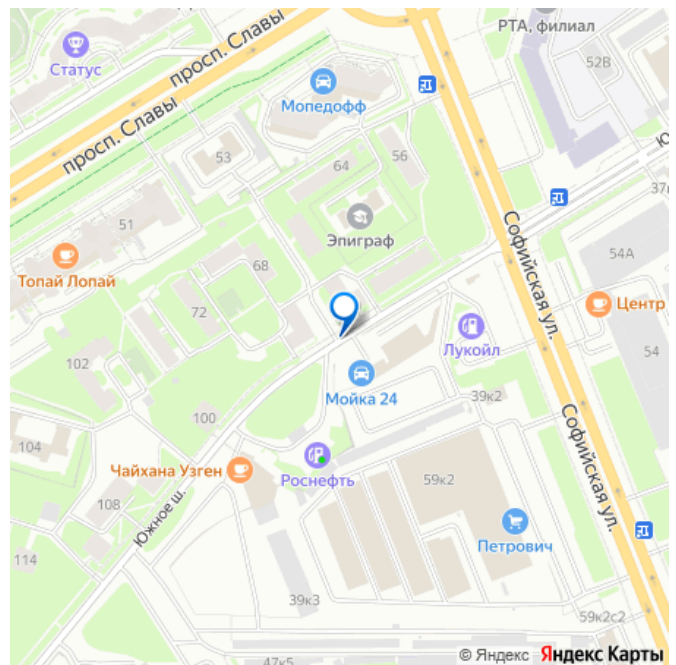 РТА, филиал
Статус
просп. Славы
52В
Мопедофф
просп. Славы
53
64
56
Ю
37к
51
Эпиграф
Софийская ул.
54А
Топай Лопай
68
72
Центр
Лукойл
54
102
Мойка 24
39к2
100
Софийская ул.
104
Чайхана Узген
Роснефть
59к2
108
Южное ш.
Петрович
114
39к3
59к2с2
47к5
© Яндекс Яндекс Карты